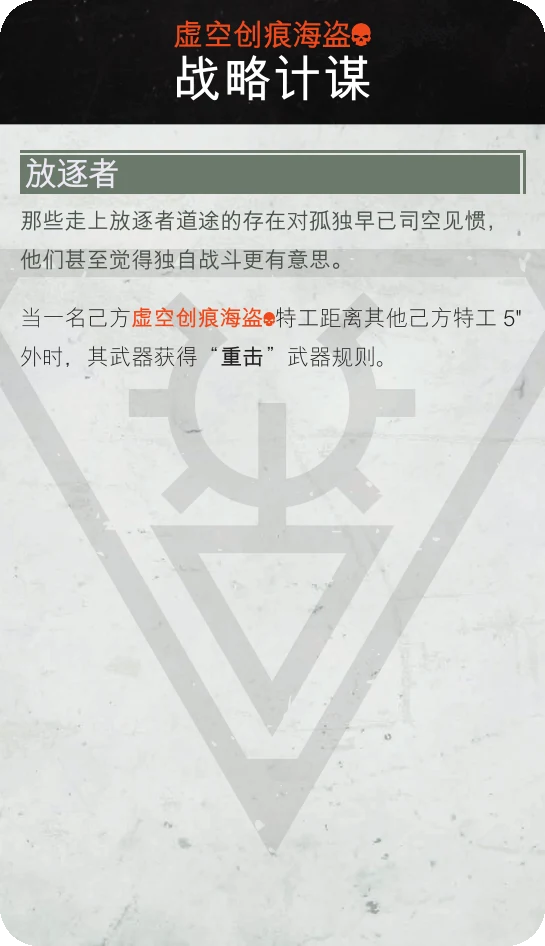 虚空创痕海盗
战略计谋
放逐者
那些走上放逐者道途的存在对孤独早已司空见惯，
他们甚至觉得独自战斗更有意思。
当一名己方虚空创痕海盗特工距离其他己方特工 5"
外时，其武器获得“重击”武器规则。